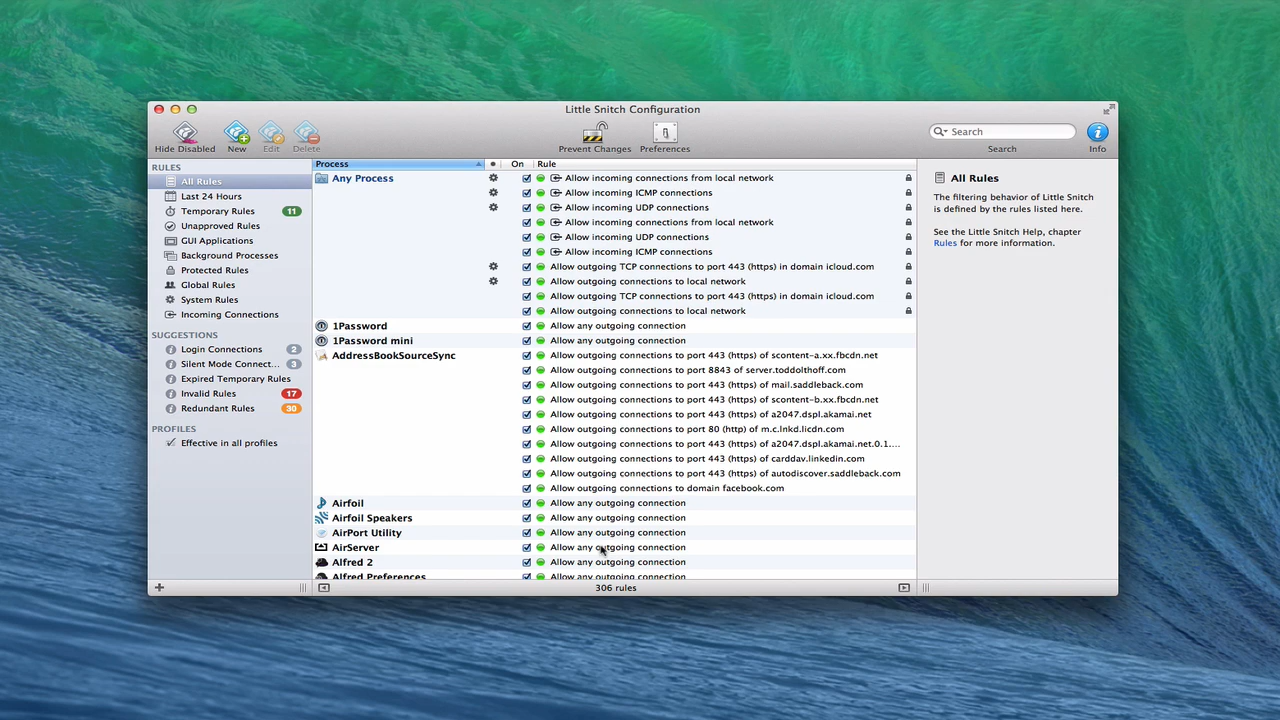 Little Snitch Configuration
Hide Disabled
New
Edit
Delete
Prevent Changes
Preferences
Search
Search
Info
RULES
All Rules
Last 24 Hours
Temporary Rules 11
Unapproved Rules
GUI Applications
Background Processes
Protected Rules
Global Rules
System Rules
Incoming Connections
SUGGESTIONS
Login Connections 2
Silent Mode Connect... 3
Expired Temporary Rules
Invalid Rules 17
Redundant Rules 30
PROFILES
Effective in all profiles
Process On Rule
Any Process Allow incoming connections from local network
Allow incoming ICMP connections
Allow incoming UDP connections
Allow incoming connections from local network
Allow incoming UDP connections
Allow incoming ICMP connections
Allow outgoing TCP connections to port 443 (https) in domain icloud.com
Allow outgoing connections to local network
Allow outgoing TCP connections to port 443 (https) in domain icloud.com
Allow outgoing connections to local network
1Password Allow any outgoing connection
1Password mini Allow any outgoing connection
AddressBookSourceSync Allow outgoing connections to port 443 (https) of scontent-a.xx.fbcdn.net
Allow outgoing connections to port 8843 of server.toddolthoff.com
Allow outgoing connections to port 443 (https) of mail.saddleback.com
Allow outgoing connections to port 443 (https) of scontent-b.xx.fbcdn.net
Allow outgoing connections to port 443 (https) of a2047.dspl.akamai.net
Allow outgoing connections to port 80 (http) of m.c.lnkd.licdn.com
Allow outgoing connections to port 443 (https) of a2047.dspl.akamai.net.0.1....
Allow outgoing connections to port 443 (https) of carddav.linkedin.com
Allow outgoing connections to port 443 (https) of autodiscover.saddleback.com
Allow outgoing connections to domain facebook.com
Airfoil Allow any outgoing connection
Airfoil Speakers Allow any outgoing connection
AirPort Utility Allow any outgoing connection
AirServer Allow any outgoing connection
Alfred 2 Allow any outgoing connection
Alfred Preferences Allow any outgoing connection
306 rules
All Rules
The filtering behavior of Little Snitch
is defined by the rules listed here.
See the Little Snitch Help, chapter
Rules for more information.